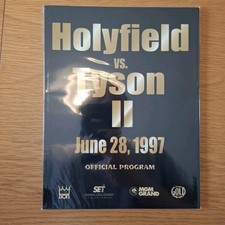 Holyfield
vs.
Tyson
II
June 28, 1997
OFFICIAL PROGRAM
SET
MGM
GRAND